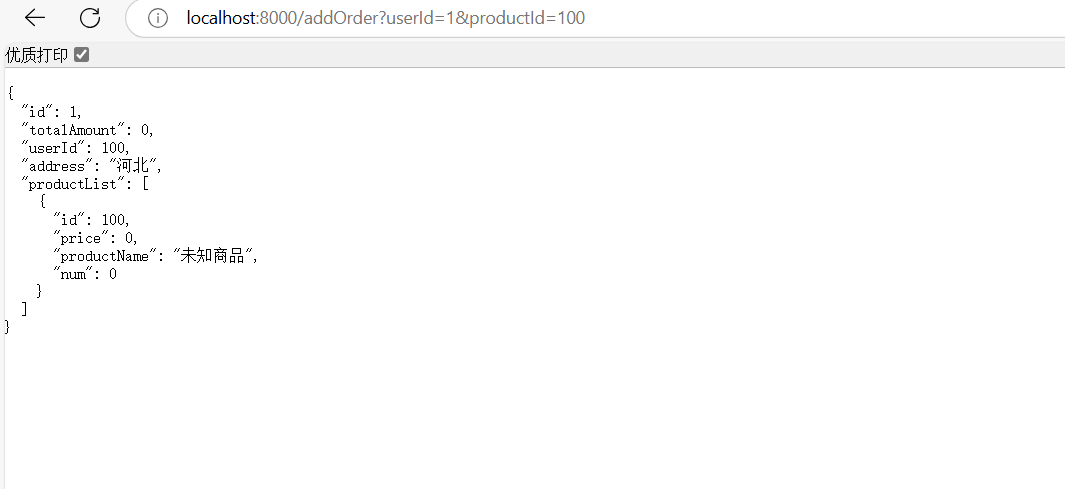 localhost:8000/addOrder?userId=1&productId=100
优质打印
{
  "id": 1,
  "totalAmount": 0,
  "userId": 100,
  "address": "河北",
  "productList": [
    {
      "id": 100,
      "price": 0,
      "productName": "未知商品",
      "num": 0
    }
  ]
}